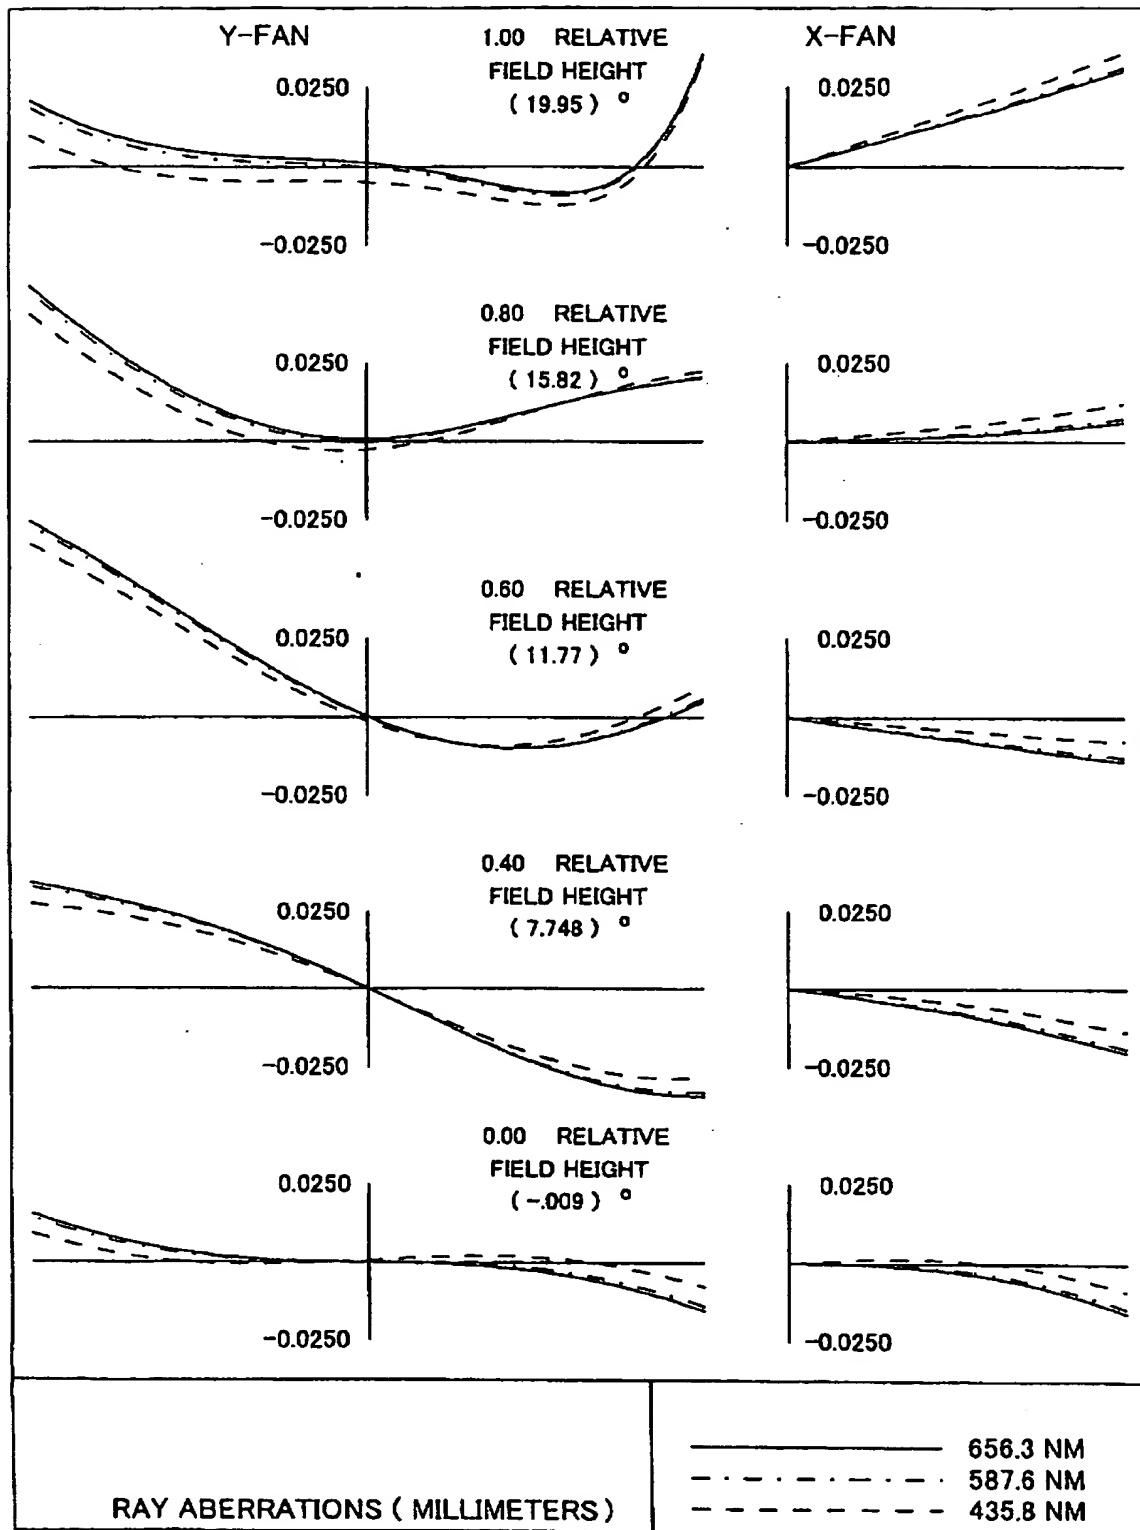 Y-FAN
1.00 RELATIVE
FIELD HEIGHT
( 19.95 ) °
X-FAN
0.0250
-0.0250
0.0250
-0.0250
0.80 RELATIVE
FIELD HEIGHT
( 15.82 ) °
0.0250
-0.0250
0.0250
-0.0250
0.60 RELATIVE
FIELD HEIGHT
( 11.77 ) °
0.0250
-0.0250
0.0250
-0.0250
0.40 RELATIVE
FIELD HEIGHT
( 7.748 ) °
0.0250
-0.0250
0.0250
-0.0250
0.00 RELATIVE
FIELD HEIGHT
( -.009 ) °
0.0250
-0.0250
0.0250
-0.0250
RAY ABERRATIONS ( MILLIMETERS )
656.3 NM
587.6 NM
435.8 NM